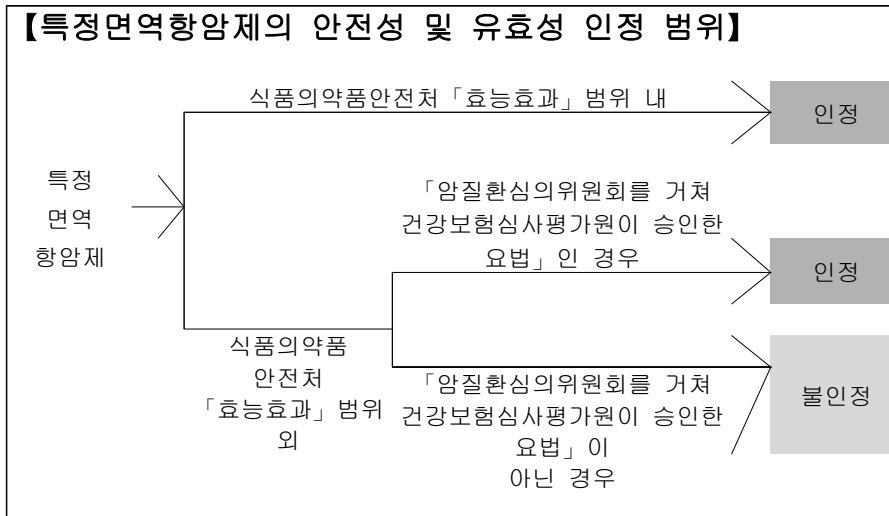 【특정면역항암제의 안전성 및 유효성 인정 범위】
식품의약품안전처「효능효과」범위 내
인정
특정
면역
항암제
「암질환심의위원회를 거쳐
건강보험심사평가원이 승인한
요법」인 경우
인정
식품의약품
안전처
「효능효과」범위
외
「암질환심의위원회를 거쳐
건강보험심사평가원이 승인한
요법」이
아닌 경우
불인정